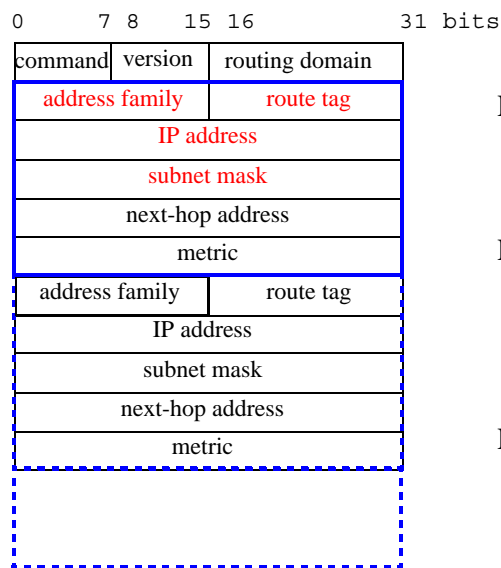 0 7 8 15 16 31 bits
command version routing domain
address family route tag
IP address
subnet mask
next-hop address
metric
address family route tag
IP address
subnet mask
next-hop address
metric